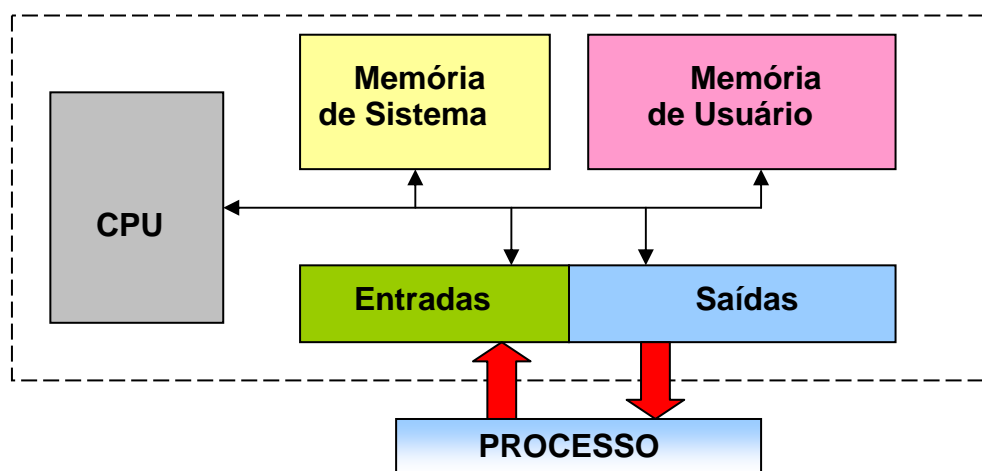 Memória
de Sistema
Memória
de Usuário
CPU
Entradas
Saídas
PROCESSO